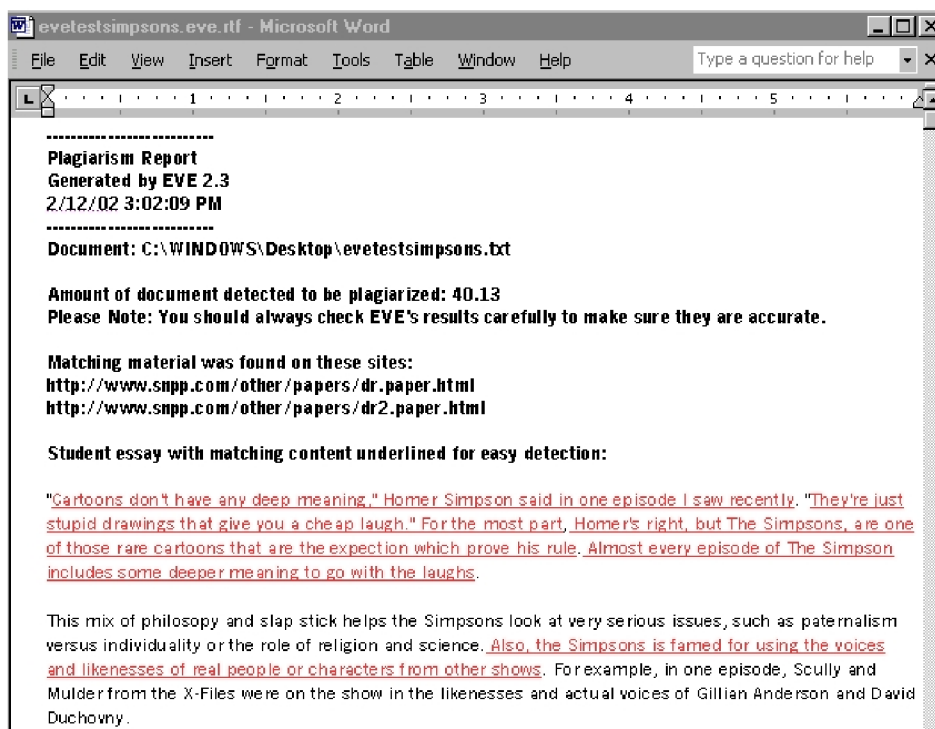 evetestsimpsons.eve.rtf - Microsoft Word
File Edit View Insert Format Tools Table Window Help Type a question for help
1 2 3 4 5
---------------------------
Plagiarism Report
Generated by EVE 2.3
2/12/02 3:02:09 PM
---------------------------
Document: C:\WINDOWS\Desktop\evetestsimpsons.txt
Amount of document detected to be plagiarized: 40.13
Please Note: You should always check EVE's results carefully to make sure they are accurate.
Matching material was found on these sites:
http://www.snpp.com/other/papers/dr.paper.html
http://www.snpp.com/other/papers/dr2.paper.html
Student essay with matching content underlined for easy detection:
"Cartoons don't have any deep meaning," Homer Simpson said in one episode I saw recently. "They're just
stupid drawings that give you a cheap laugh." For the most part, Homer's right, but The Simpsons, are one
of those rare cartoons that are the expection which prove his rule. Almost every episode of The Simpson
includes some deeper meaning to go with the laughs.
This mix of philosopy and slap stick helps the Simpsons look at very serious issues, such as paternalism
versus individuality or the role of religion and science. Also, the Simpsons is famed for using the voices
and likenesses of real people or characters from other shows. For example, in one episode, Scully and
Mulder from the X-Files were on the show in the likenesses and actual voices of Gillian Anderson and David
Duchovny.